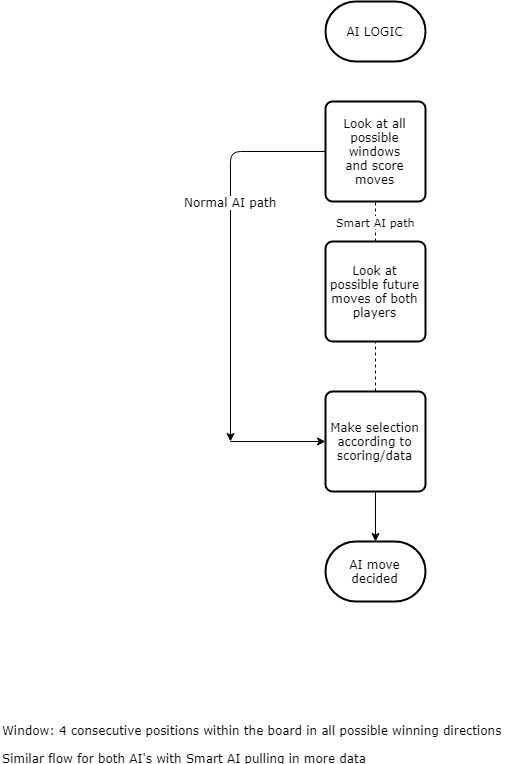 AI LOGIC
Look at all
possible
windows
and score
moves
Normal AI path
Smart AI path
Look at
possible future
moves of both
players
Make selection
according to
scoring/data
AI move
decided
Window: 4 consecutive positions within the board in all possible winning directions
Similar flow for both AI's with Smart AI pulling in more data